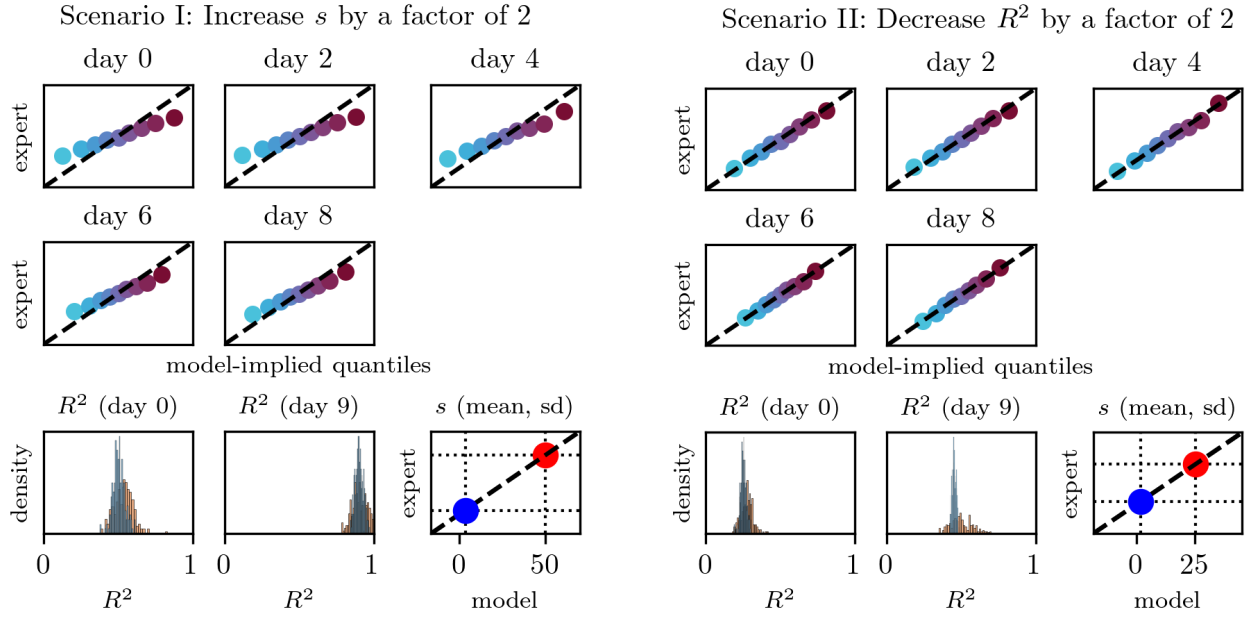 Scenario I: Increase s by a factor of 2
day 0 day 2 day 4
expert
day 6 day 8
expert
model-implied quantiles
R² (day 0) R² (day 9) s (mean, sd)
density
expert
0 1 0 1 0 50
R² R² model
Scenario II: Decrease R² by a factor of 2
day 0 day 2 day 4
expert
day 6 day 8
expert
model-implied quantiles
R² (day 0) R² (day 9) s (mean, sd)
density
expert
0 1 0 1 0 25
R² R² model